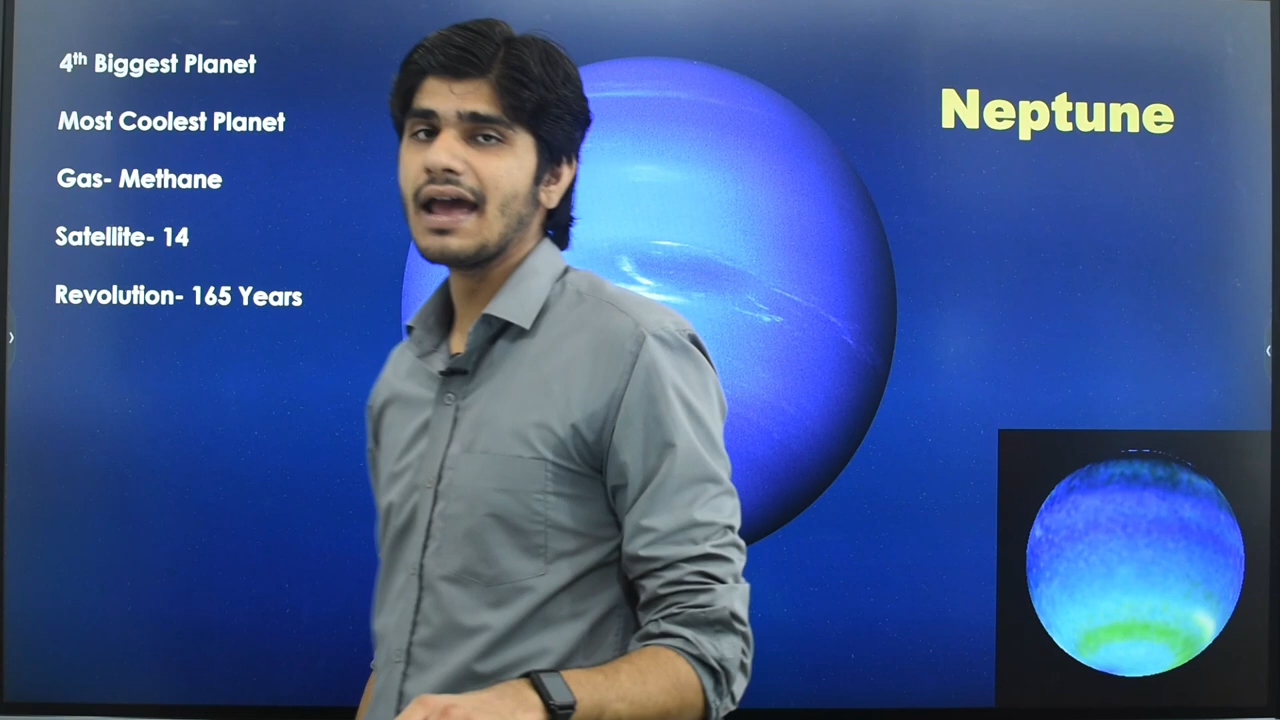 4th Biggest Planet
Most Coolest Planet
Gas- Methane
Satellite- 14
Revolution- 165 Years
Neptune